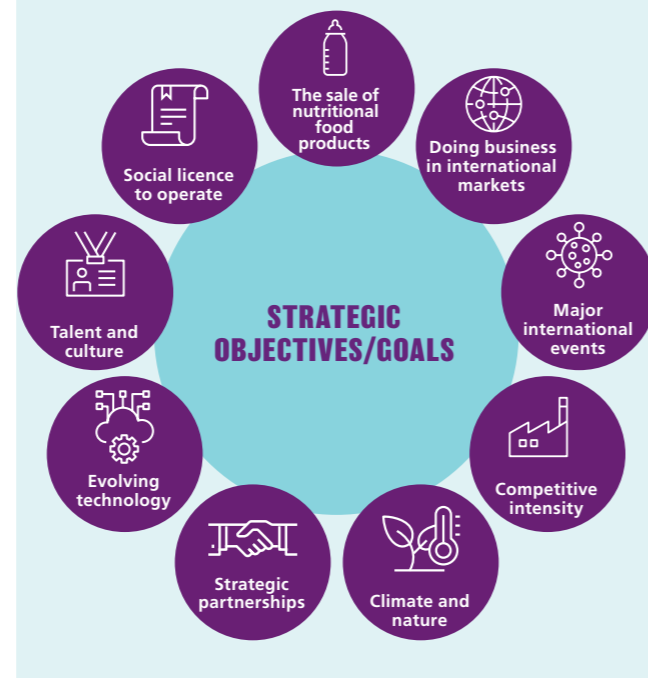 The sale of
nutritional
food
products
Doing business
in international
markets
Major
international
events
Competitive
intensity
Climate and
nature
Strategic
partnerships
Evolving
technology
Talent and
culture
Social licence
to operate
STRATEGIC
OBJECTIVES/GOALS